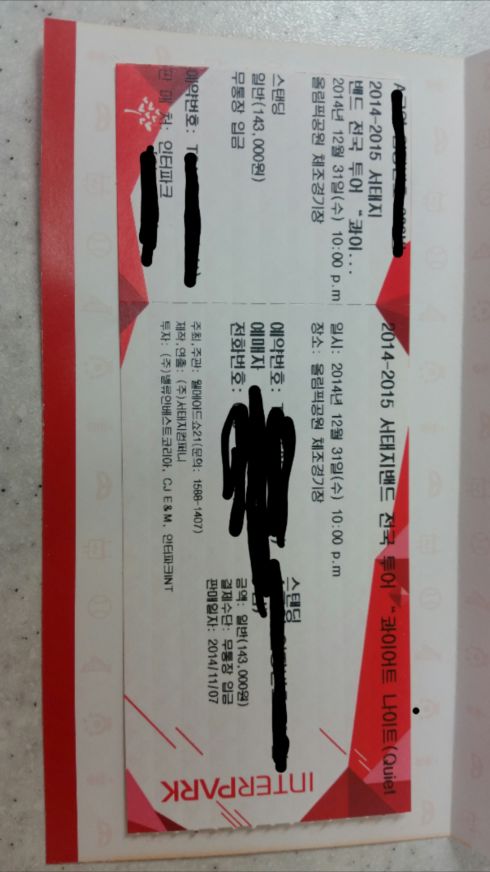 2014-2015 서태지
밴드 전국 투어 "콰이...
2014년 12월 31일(수) 10:00 p.m
올림픽공원 체조경기장
스탠딩
일반(143,000원)
무통장 입금
예약번호: T
판 매 처: 인터파크
2014-2015 서태지밴드 전국 투어 "콰이어트 나이트(Quiet
일시: 2014년 12월 31일(수) 10:00 p.m
장소: 올림픽공원 체조경기장
예약번호:
예매자
전화번호:
스탠딩
금액: 일반(143,000원)
결제수단: 무통장 입금
판매일자: 2014/11/07
주최,주관: 웰메이드쇼21(문의: 1588-1407)
제작,연출: (주)서태지컴퍼니
투자: (주)밸류인베스트코리아, CJ E&M, 인터파크INT
INTERPARK